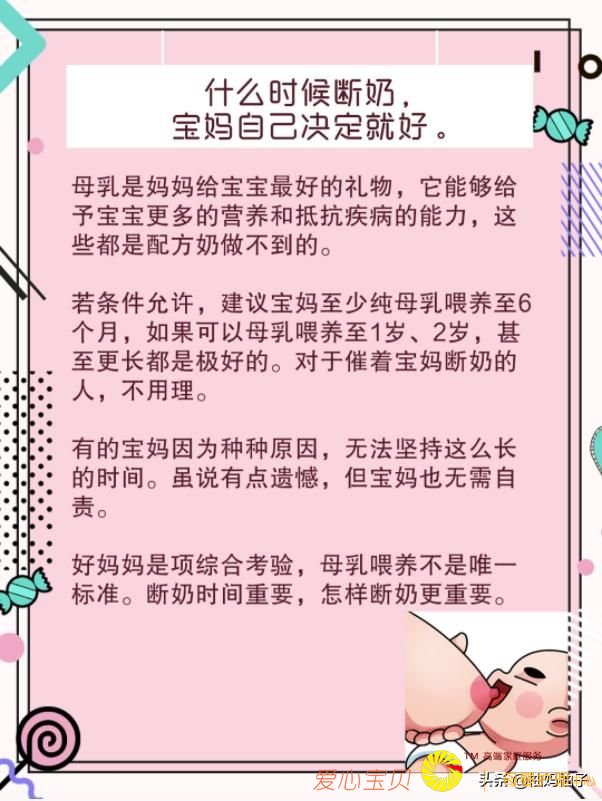 什么时候断奶，
宝妈自己决定就好。
母乳是妈妈给宝宝最好的礼物，它能够给
予宝宝更多的营养和抵抗疾病的能力，这
些都是配方奶做不到的。
若条件允许，建议宝妈至少纯母乳喂养至6
个月，如果可以母乳喂养至1岁、2岁，甚
至更长都是极好的。对于催着宝妈断奶的
人，不用理。
有的宝妈因为种种原因，无法坚持这么长
的时间。虽说有点遗憾，但宝妈也无需自
责。
好妈妈是项综合考验，母乳喂养不是唯一
标准。断奶时间重要，怎样断奶更重要。
TM 高端家政服务
爱心宝贝
头条@柚妈柚子